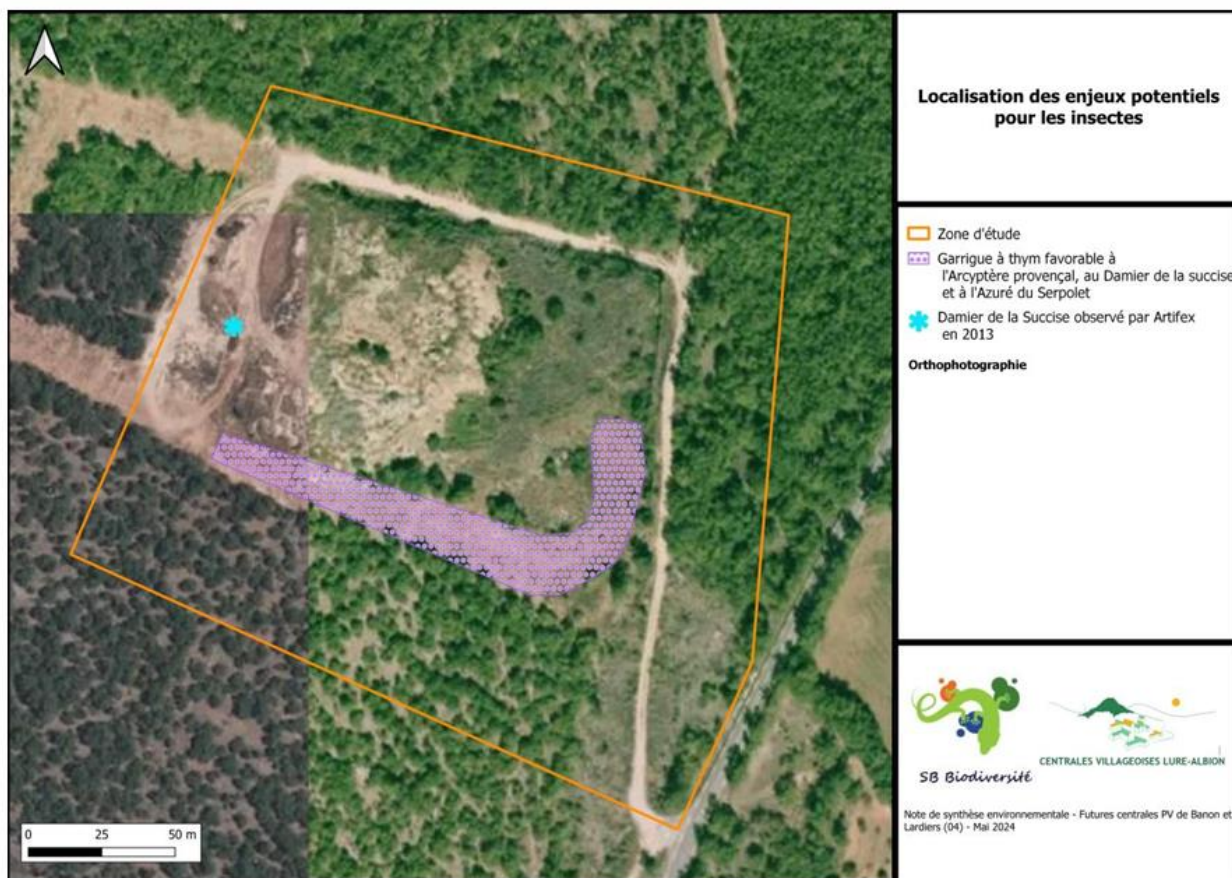 Localisation des enjeux potentiels
pour les insectes
Zone d'étude
Garrigue à thym favorable à
l'Arcyptère provençal, au Damier de la succise
et à l'Azuré du Serpolet
Damier de la Succise observé par Artifex
en 2013
Orthophotographie
0 25 50 m
SB Biodiversité
CENTRALES VILLAGEOISES LURE-ALBION
Note de synthèse environnementale - Futures centrales PV de Banon et
Lardiers (04) - Mai 2024